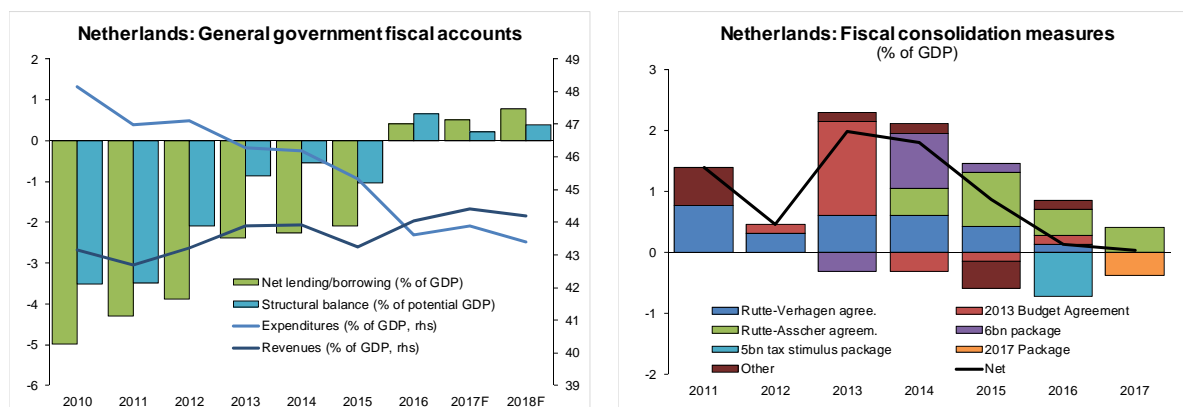 Netherlands: General government fiscal accounts
2
1
0
-1
-2
-3
-4
-5
-6
49
48
47
46
45
44
43
42
41
40
39
Net lending/borrowing (% of GDP)
Structural balance (% of potential GDP)
Expenditures (% of GDP, rhs)
Revenues (% of GDP, rhs)
2010 2011 2012 2013 2014 2015 2016 2017F 2018F
Netherlands: Fiscal consolidation measures
(% of GDP)
3
2
1
0
-1
-2
Rutte-Verhagen agree. 2013 Budget Agreement
Rutte-Asscher agreem. 6bn package
5bn tax stimulus package 2017 Package
Other Net
2011 2012 2013 2014 2015 2016 2017